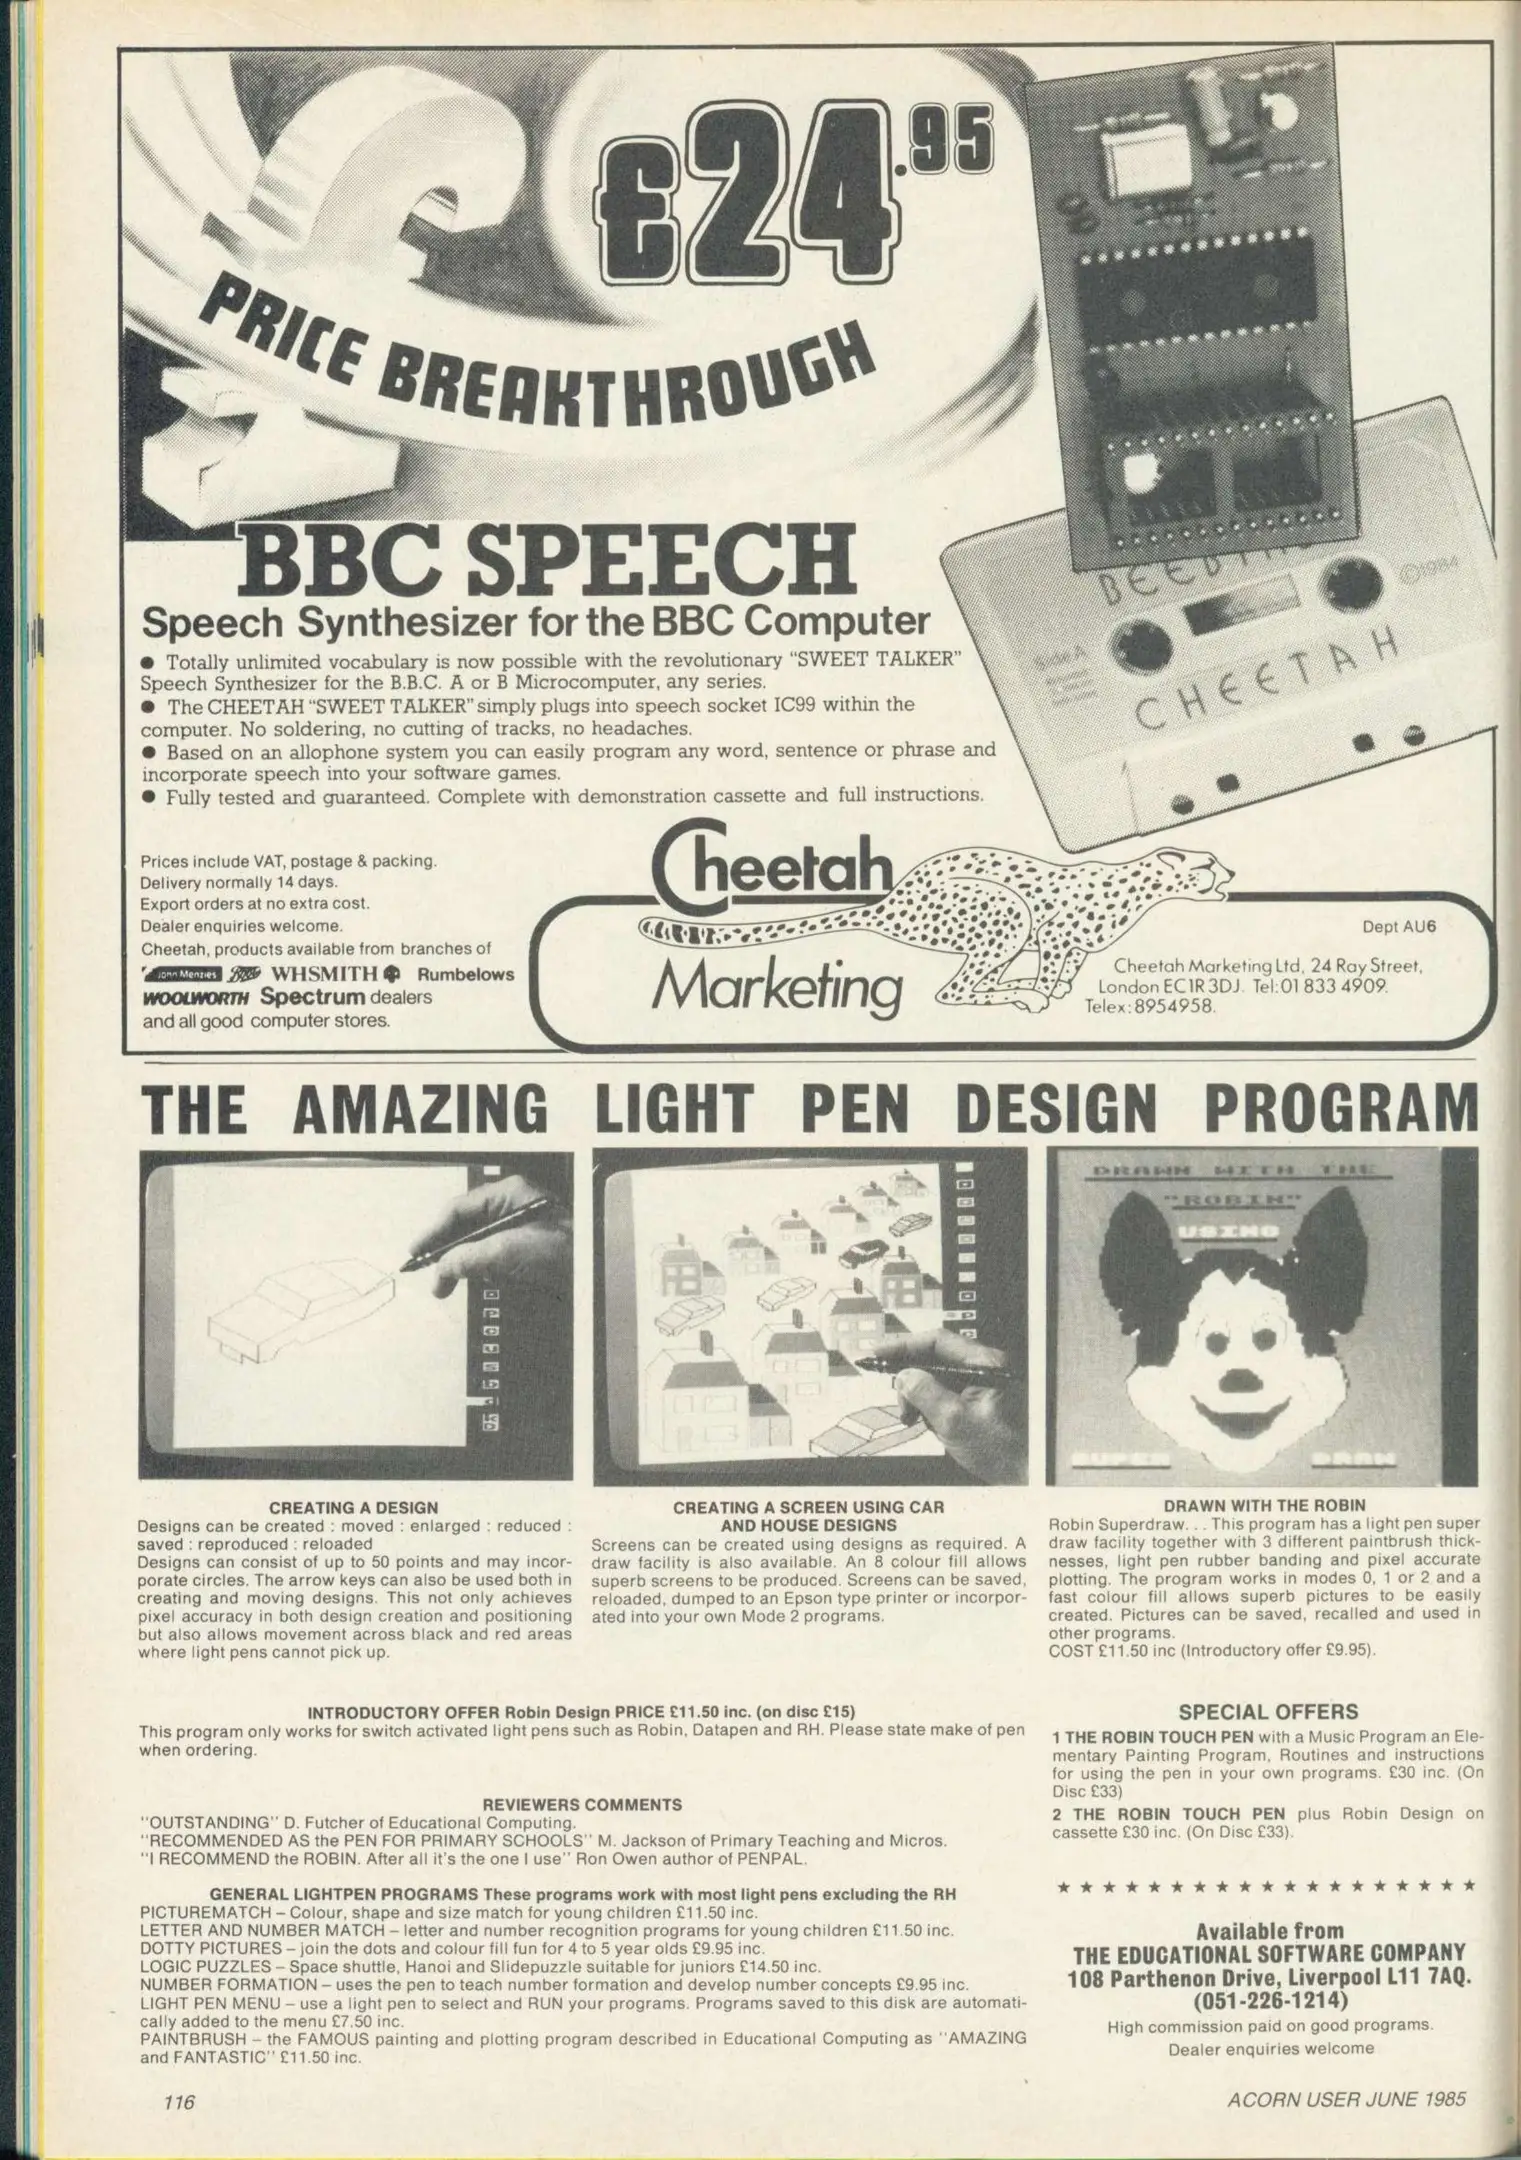 £24.95
PRICE BREAKTHROUGH
BBC SPEECH
Speech Synthesizer for the BBC Computer
● Totally unlimited vocabulary is now possible with the revolutionary "SWEET TALKER"
Speech Synthesizer for the B.B.C. A or B Microcomputer, any series.
● The CHEETAH "SWEET TALKER" simply plugs into speech socket IC99 within the
computer. No soldering, no cutting of tracks, no headaches.
● Based on an allophone system you can easily program any word, sentence or phrase and
incorporate speech into your software games.
● Fully tested and guaranteed. Complete with demonstration cassette and full instructions.
©1984
Side A
CHEETAH
Prices include VAT, postage & packing.
Delivery normally 14 days.
Export orders at no extra cost.
Dealer enquiries welcome.
Cheetah, products available from branches of
John Menzies Boots WHSMITH Rumbelows
WOOLWORTH Spectrum dealers
and all good computer stores.
Cheetah
Marketing
Dept AU6
Cheetah Marketing Ltd, 24 Ray Street,
London EC1R 3DJ. Tel:01 833 4909.
Telex:8954958.
THE AMAZING LIGHT PEN DESIGN PROGRAM
DRAWN WITH THE
"ROBIN"
USING
SUPER DRAW
CREATING A DESIGN
Designs can be created : moved : enlarged : reduced :
saved : reproduced : reloaded
Designs can consist of up to 50 points and may incor-
porate circles. The arrow keys can also be used both in
creating and moving designs. This not only achieves
pixel accuracy in both design creation and positioning
but also allows movement across black and red areas
where light pens cannot pick up.
CREATING A SCREEN USING CAR
AND HOUSE DESIGNS
Screens can be created using designs as required. A
draw facility is also available. An 8 colour fill allows
superb screens to be produced. Screens can be saved,
reloaded, dumped to an Epson type printer or incorpor-
ated into your own Mode 2 programs.
DRAWN WITH THE ROBIN
Robin Superdraw. . . This program has a light pen super
draw facility together with 3 different paintbrush thick-
nesses, light pen rubber banding and pixel accurate
plotting. The program works in modes 0, 1 or 2 and a
fast colour fill allows superb pictures to be easily
created. Pictures can be saved, recalled and used in
other programs.
COST £11.50 inc (Introductory offer £9.95).
INTRODUCTORY OFFER Robin Design PRICE £11.50 inc. (on disc £15)
This program only works for switch activated light pens such as Robin, Datapen and RH. Please state make of pen
when ordering.
REVIEWERS COMMENTS
"OUTSTANDING" D. Futcher of Educational Computing.
"RECOMMENDED AS the PEN FOR PRIMARY SCHOOLS" M. Jackson of Primary Teaching and Micros.
"I RECOMMEND the ROBIN. After all it's the one I use" Ron Owen author of PENPAL.
GENERAL LIGHTPEN PROGRAMS These programs work with most light pens excluding the RH
PICTUREMATCH – Colour, shape and size match for young children £11.50 inc.
LETTER AND NUMBER MATCH – letter and number recognition programs for young children £11.50 inc.
DOTTY PICTURES – join the dots and colour fill fun for 4 to 5 year olds £9.95 inc.
LOGIC PUZZLES – Space shuttle, Hanoi and Slidepuzzle suitable for juniors £14.50 inc.
NUMBER FORMATION – uses the pen to teach number formation and develop number concepts £9.95 inc.
LIGHT PEN MENU – use a light pen to select and RUN your programs. Programs saved to this disk are automati-
cally added to the menu £7.50 inc.
PAINTBRUSH – the FAMOUS painting and plotting program described in Educational Computing as "AMAZING
and FANTASTIC" £11.50 inc.
SPECIAL OFFERS
1 THE ROBIN TOUCH PEN with a Music Program an Ele-
mentary Painting Program, Routines and instructions
for using the pen in your own programs. £30 inc. (On
Disc £33)
2 THE ROBIN TOUCH PEN plus Robin Design on
cassette £30 inc. (On Disc £33).
★ ★ ★ ★ ★ ★ ★ ★ ★ ★ ★ ★ ★ ★ ★ ★ ★ ★ ★
Available from
THE EDUCATIONAL SOFTWARE COMPANY
108 Parthenon Drive, Liverpool L11 7AQ.
(051-226-1214)
High commission paid on good programs.
Dealer enquiries welcome
116
ACORN USER JUNE 1985